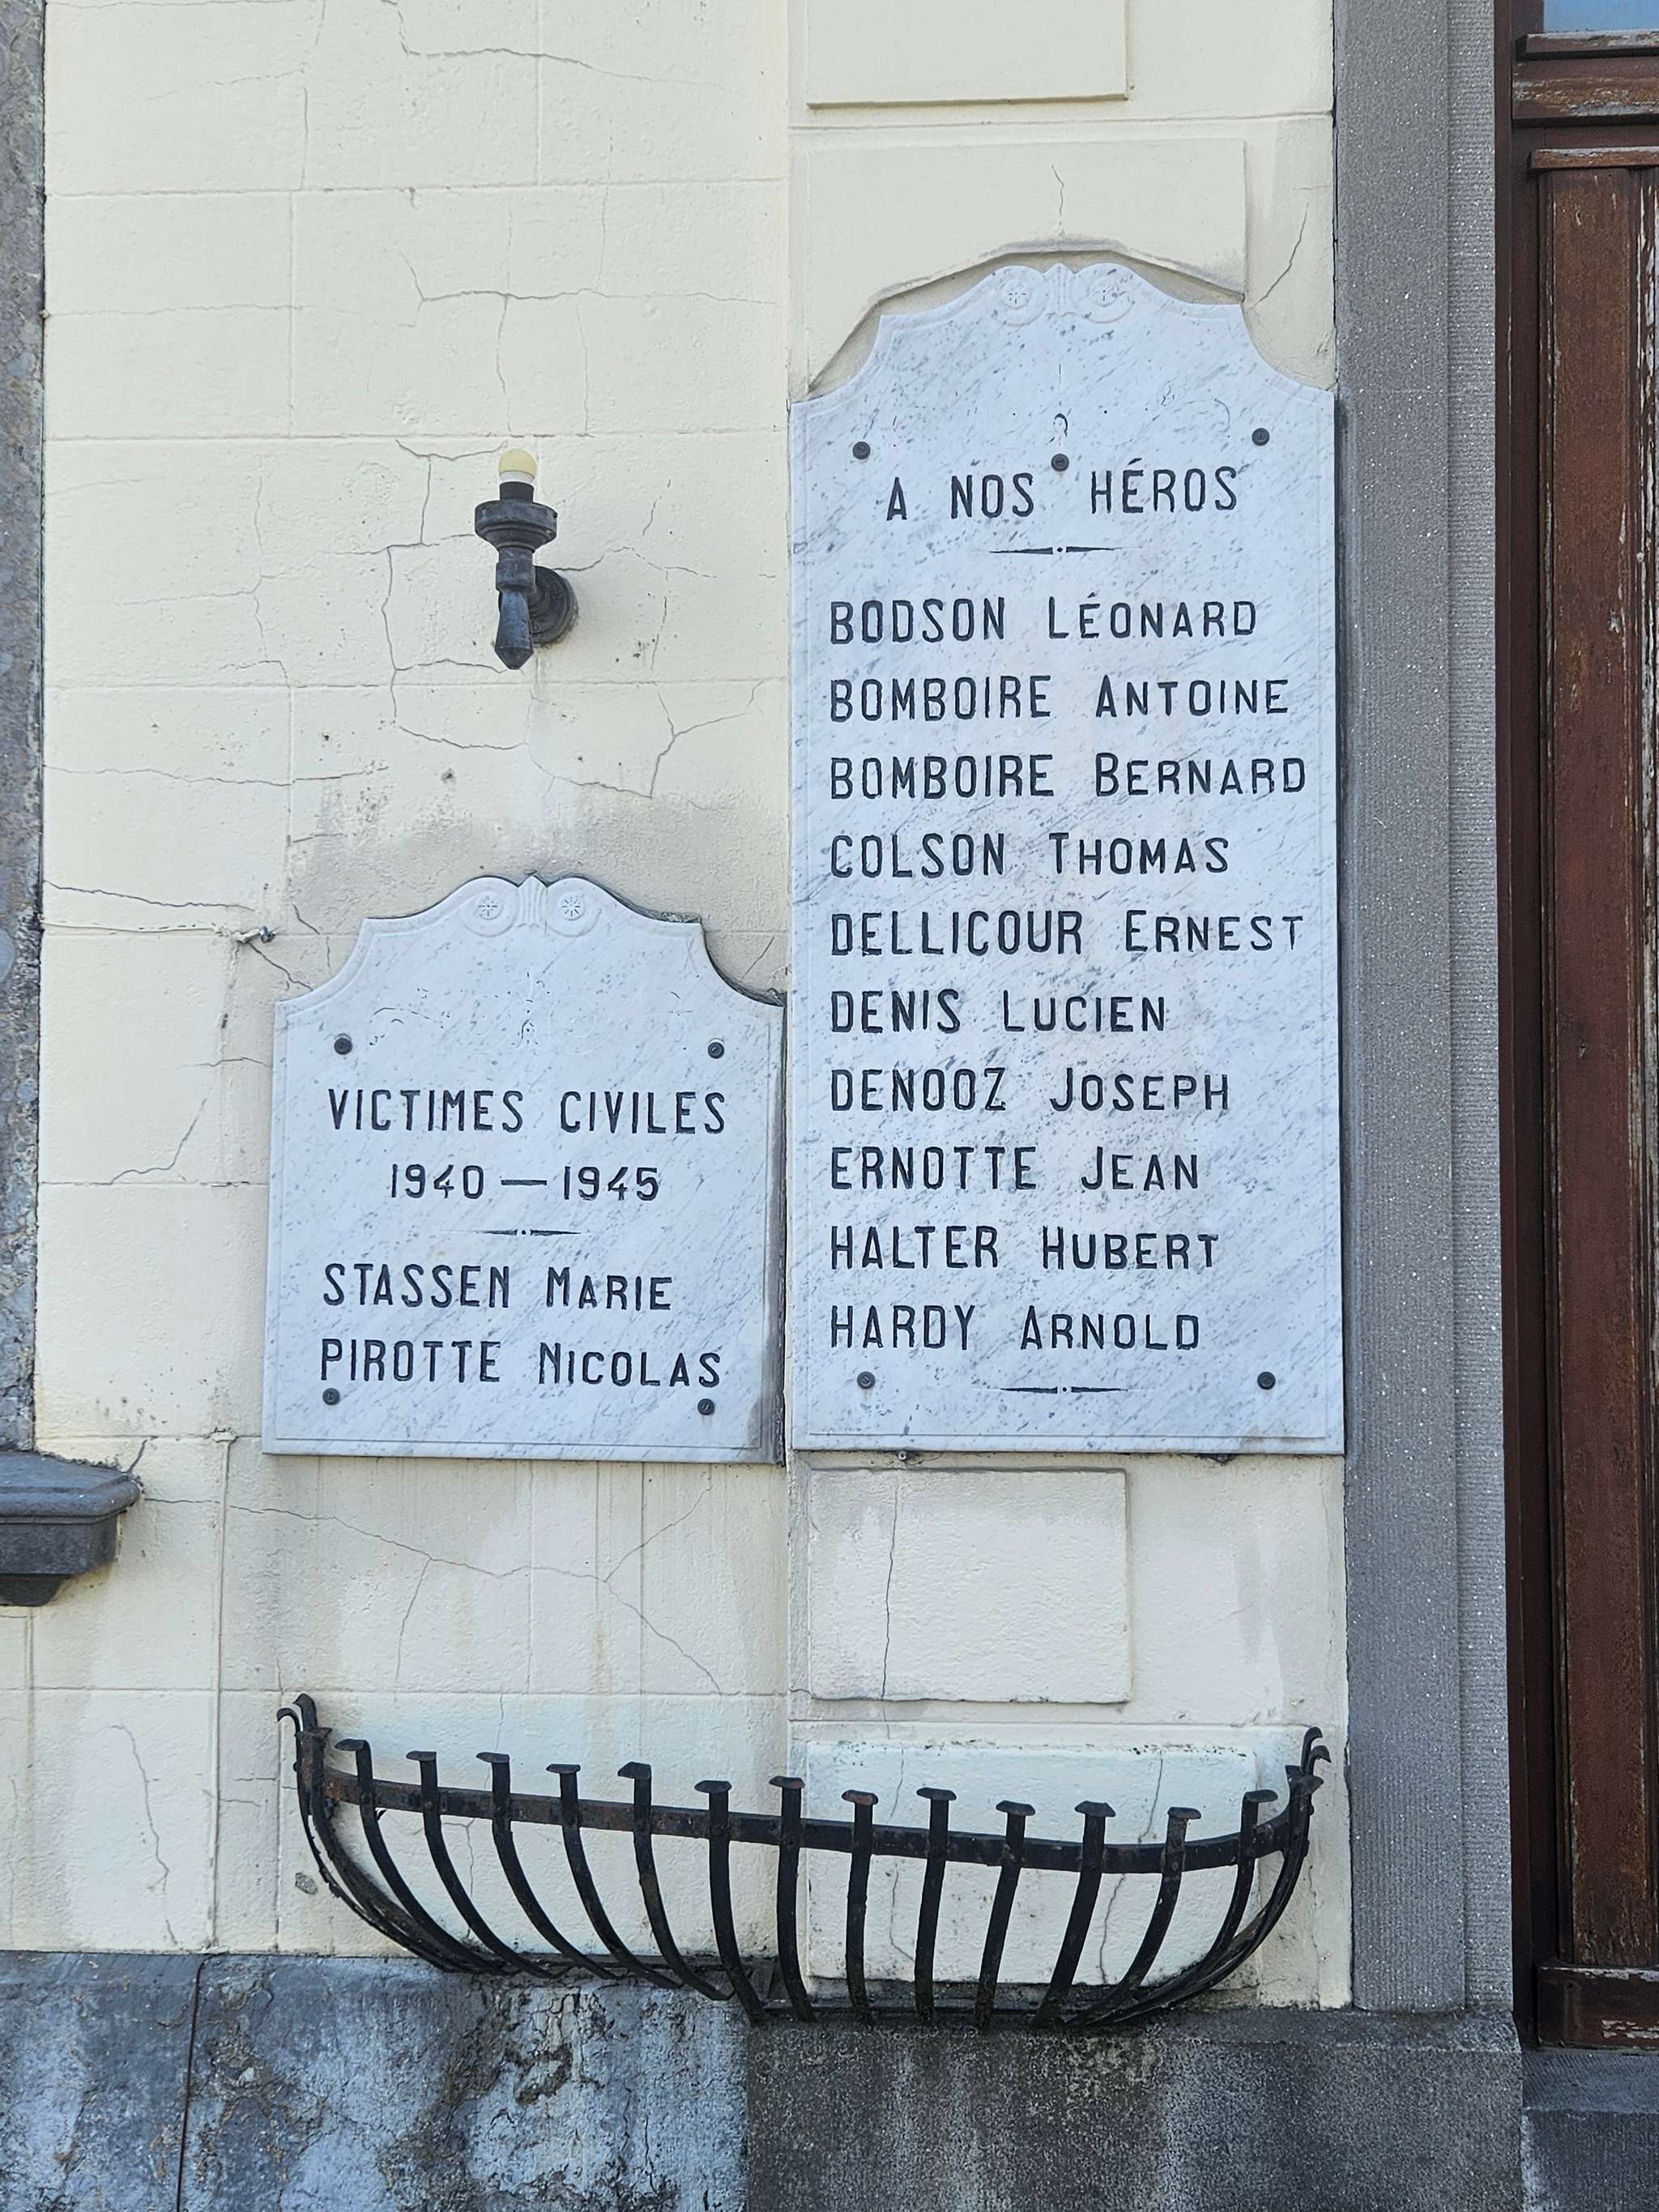 A NOS HÉROS
BODSON LÉONARD
BOMBOIRE ANTOINE
BOMBOIRE BERNARD
COLSON THOMAS
DELLICOUR ERNEST
DENIS LUCIEN
DENOOZ JOSEPH
ERNOTTE JEAN
HALTER HUBERT
HARDY ARNOLD
VICTIMES CIVILES
1940 — 1945
STASSEN MARIE
PIROTTE NICOLAS